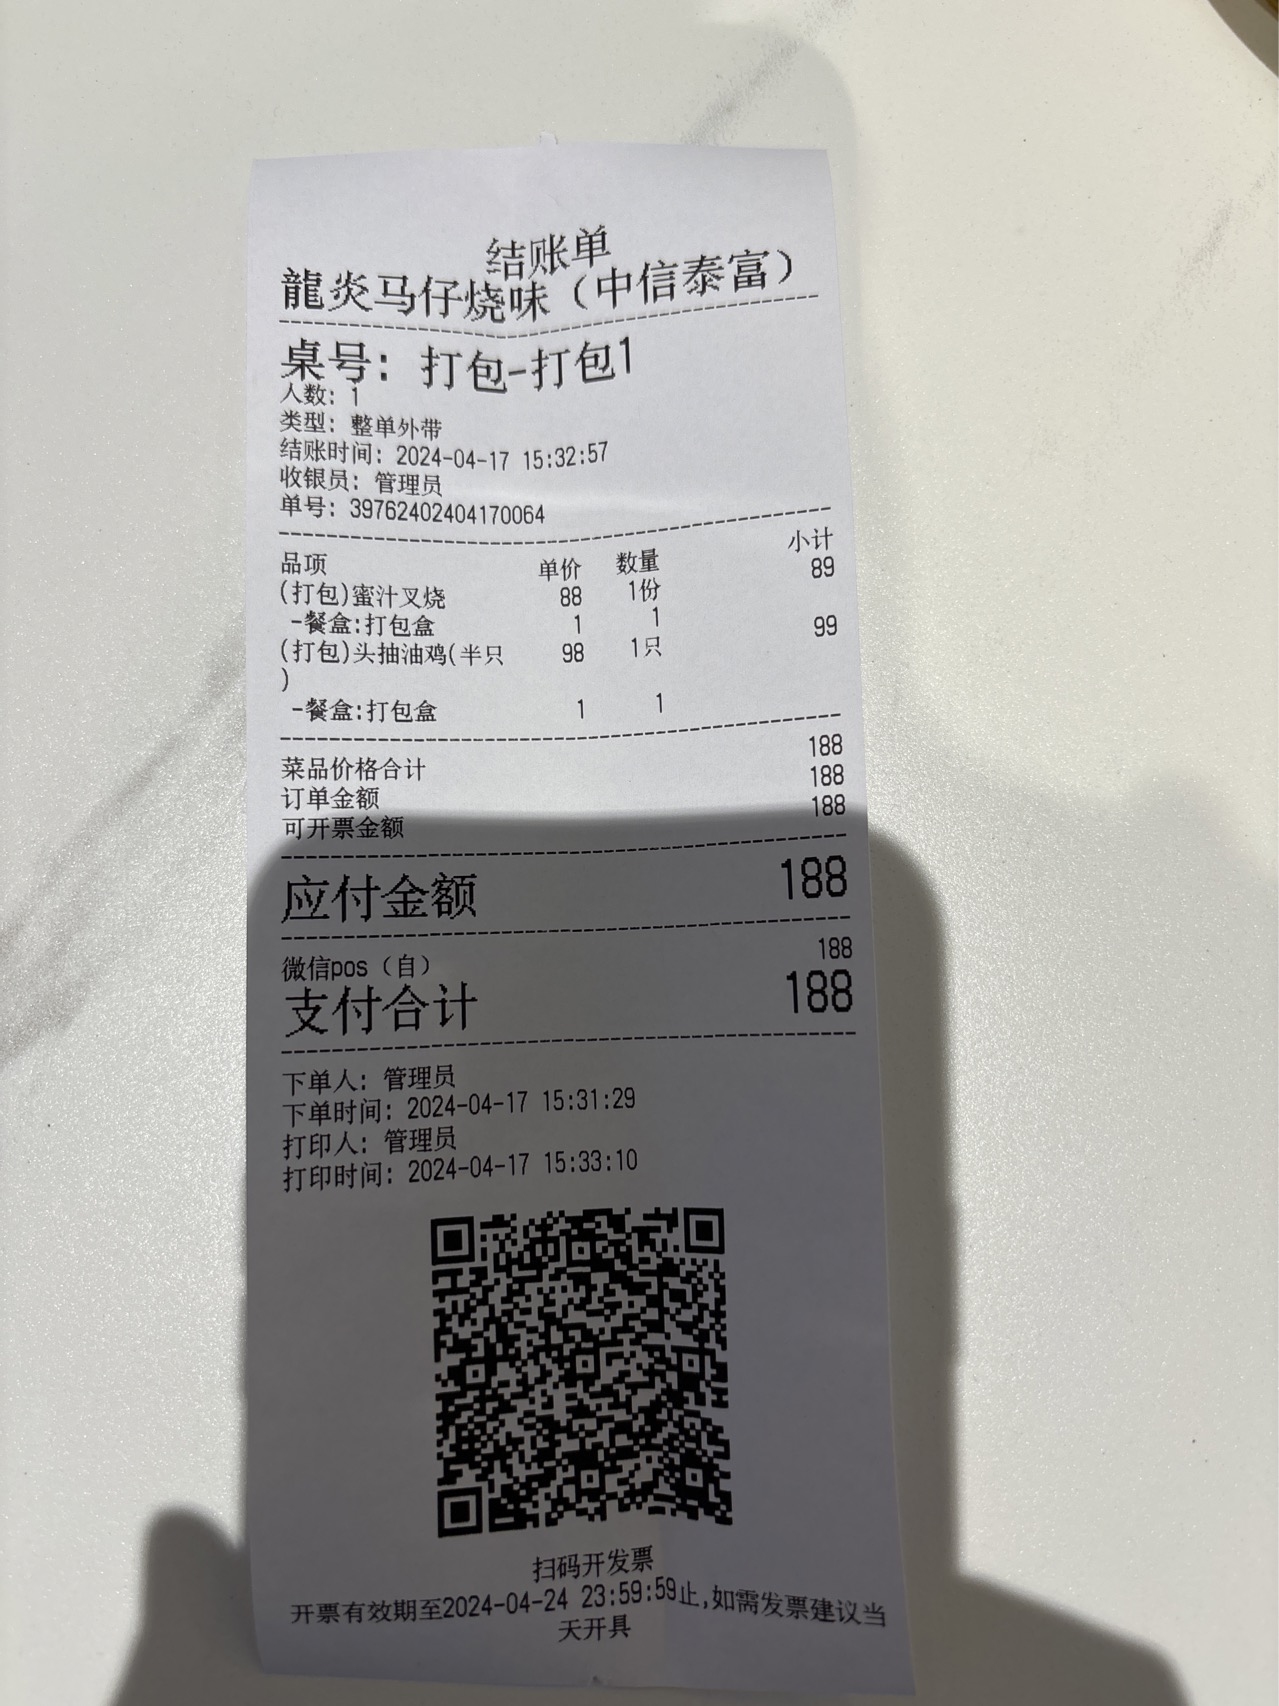 结账单
龍炎马仔烧味（中信泰富）
桌号: 打包-打包1
人数: 1
类型: 整单外带
结账时间: 2024-04-17 15:32:57
收银员: 管理员
单号: 39762402404170064
品项 单价 数量 小计
(打包)蜜汁叉烧 88 1份 89
-餐盒:打包盒 1 1
(打包)头抽油鸡(半只 98 1只 99
)
-餐盒:打包盒 1 1
菜品价格合计 188
订单金额 188
可开票金额 188
应付金额 188
微信pos（自） 188
支付合计 188
下单人: 管理员
下单时间: 2024-04-17 15:31:29
打印人: 管理员
打印时间: 2024-04-17 15:33:10
扫码开发票
开票有效期至2024-04-24 23:59:59止,如需发票建议当
天开具